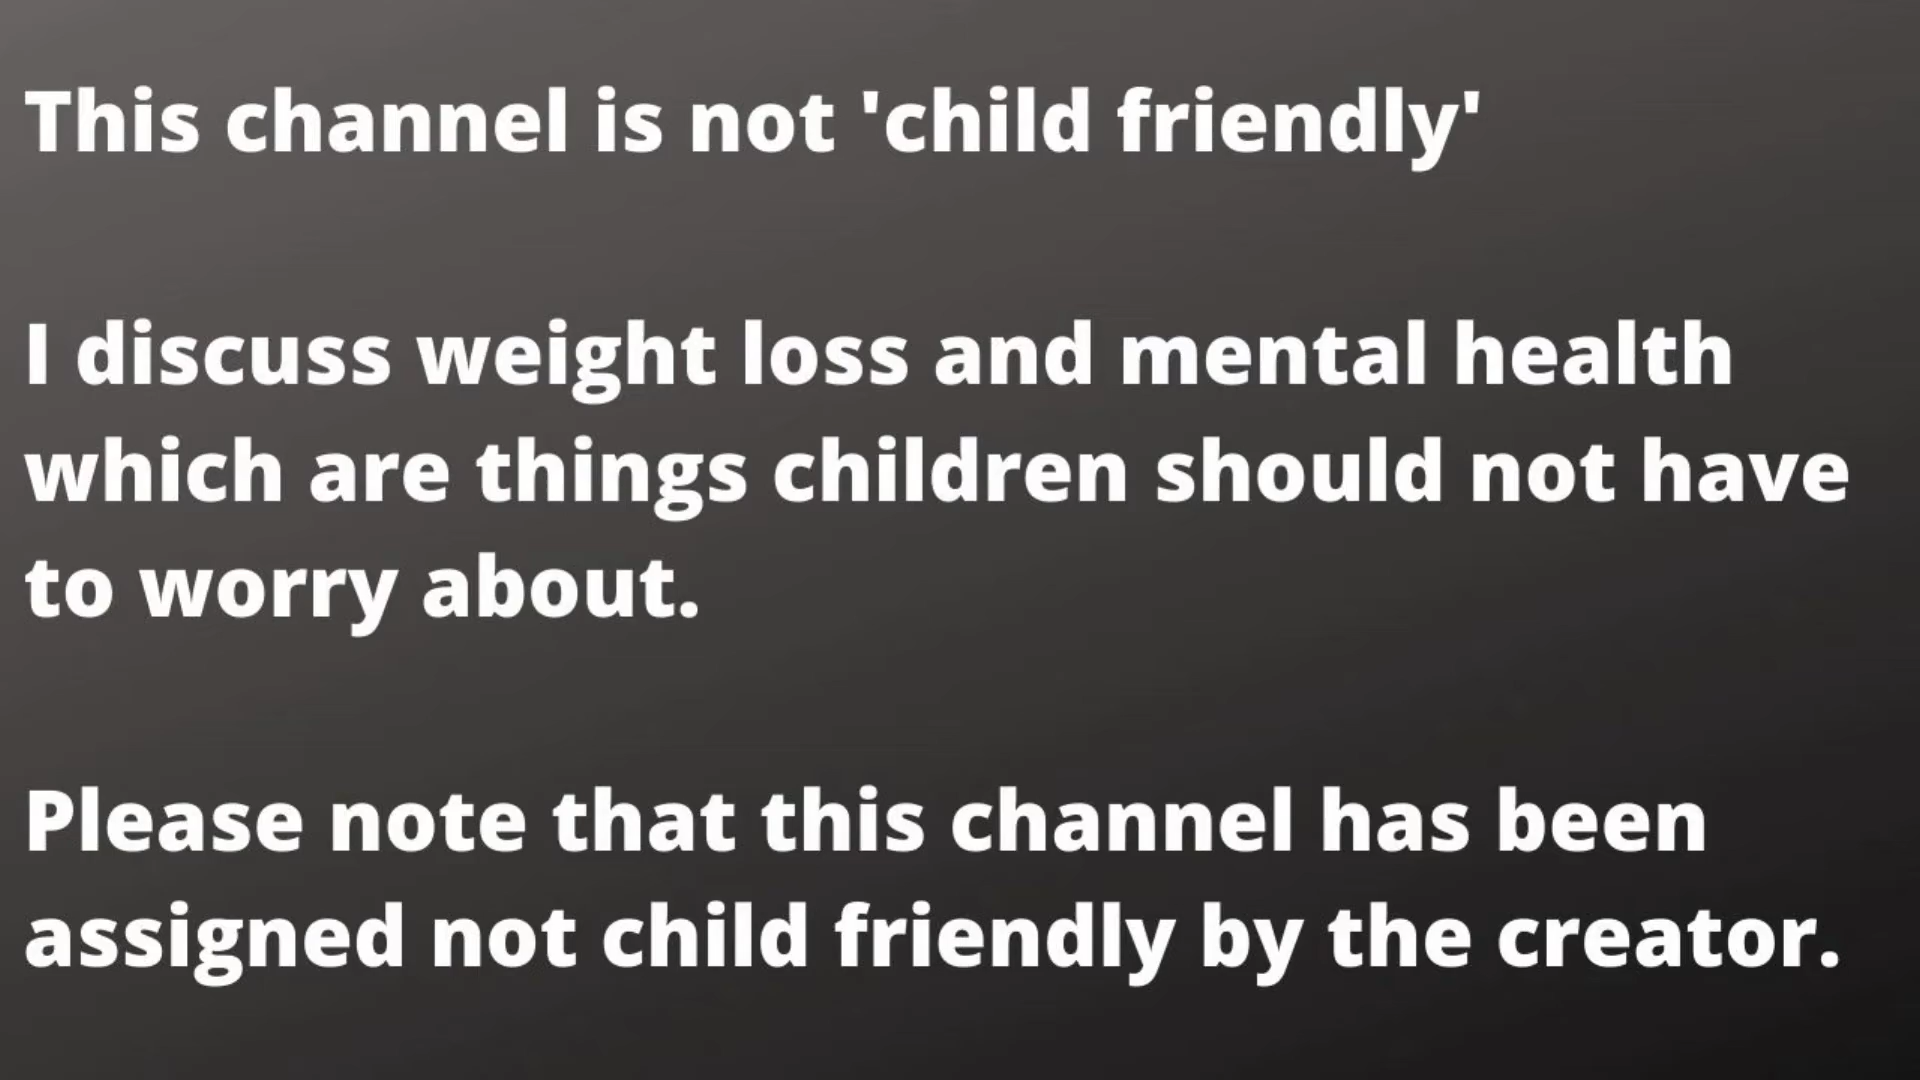 This channel is not 'child friendly'
I discuss weight loss and mental health
which are things children should not have
to worry about.
Please note that this channel has been
assigned not child friendly by the creator.